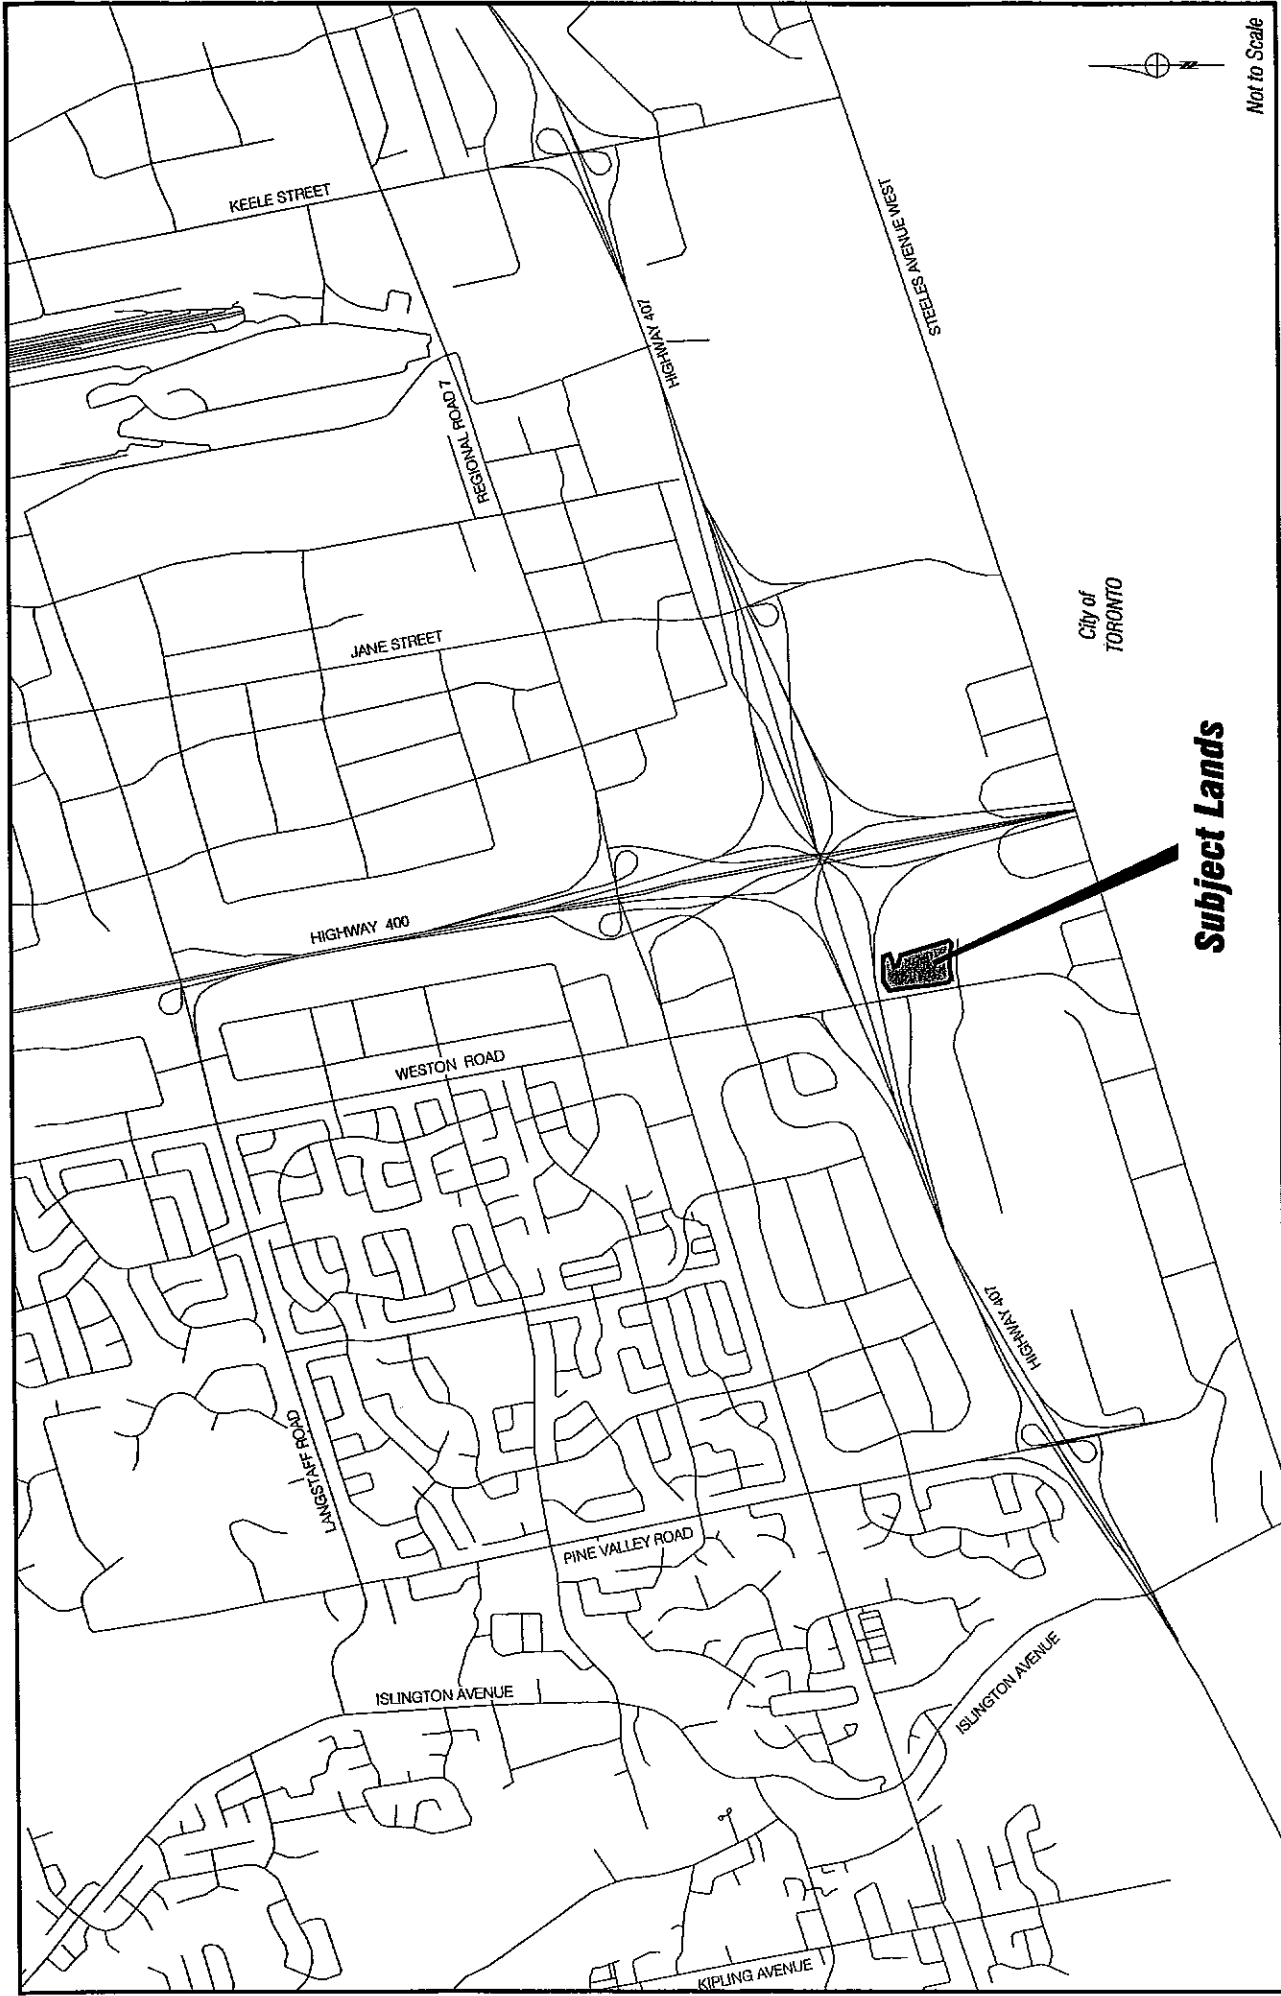 KEELE STREET
HIGHWAY 407
STEELES AVENUE WEST
REGIONAL ROAD 7
JANE STREET
City of
TORONTO
HIGHWAY 400
WESTON ROAD
Subject Lands
HIGHWAY 407
LANGSTAFF ROAD
PINE VALLEY ROAD
ISLINGTON AVENUE
ISLINGTON AVENUE
KIPLING AVENUE
N
Not to Scale